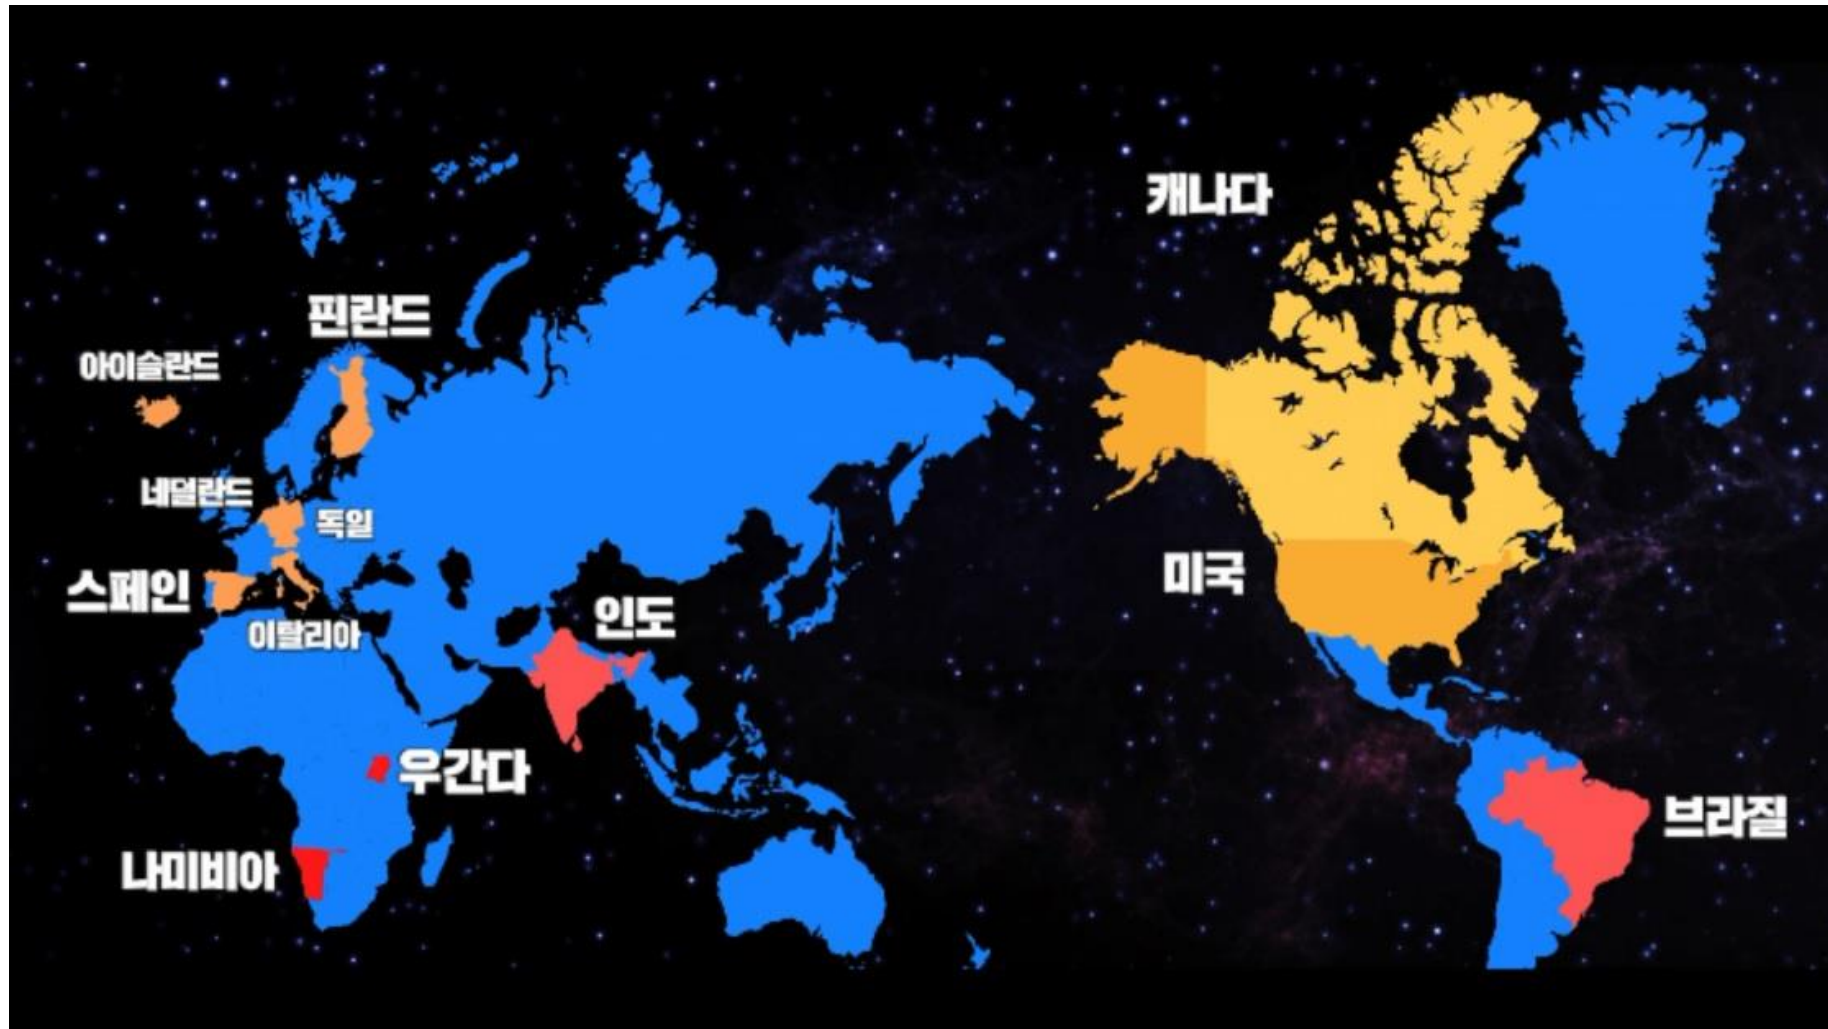 캐나다
핀란드
아이슬란드
네덜란드
독일
미국
스페인
인도
이탈리아
우간다
브라질
나미비아